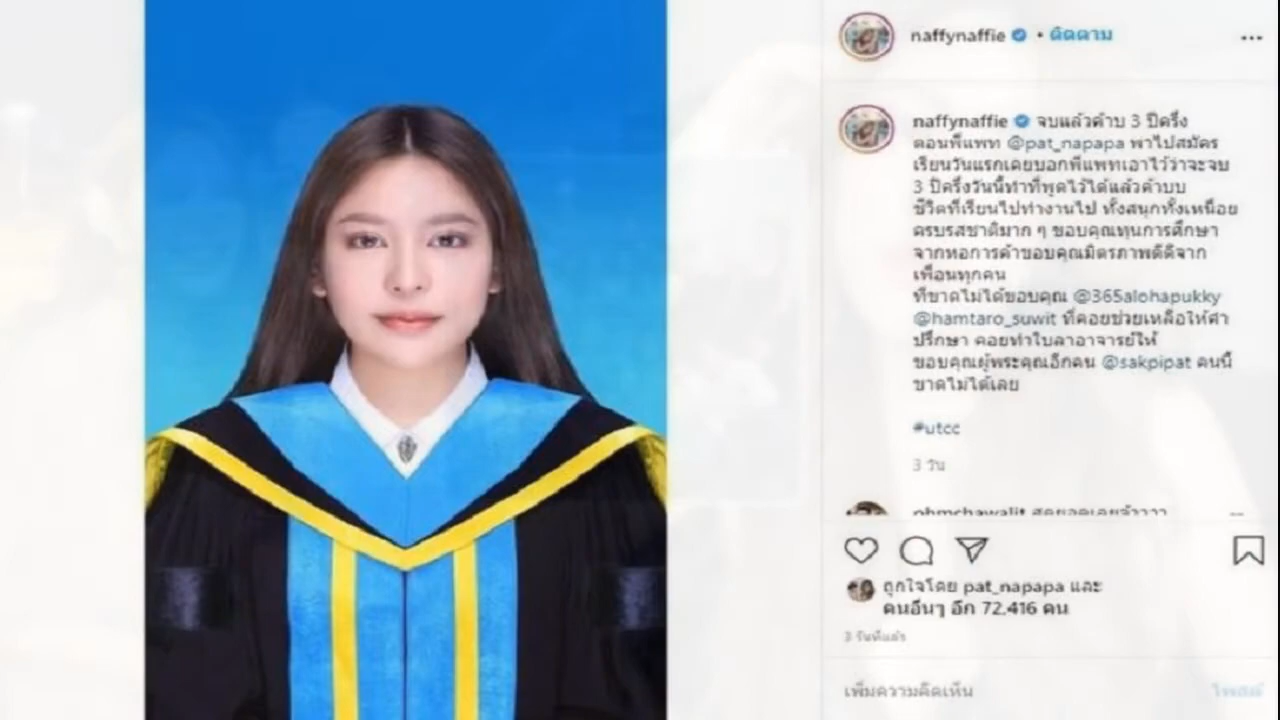 naffynaffie • ติดตาม
naffynaffie จบแล้วค้าบ 3 ปีครึ่ง
ตอนพี่แพท @pat_napapa พาไปสมัคร
เรียนวันแรกเคยบอกพี่แพทเอาไว้ว่าจะจบ
3 ปีครึ่งวันนี้ทำที่พูดไว้ได้แล้วค้าบบ
ชีวิตที่เรียนไปทำงานไป ทั้งสนุกทั้งเหนื่อย
ครบรสชาติมาก ๆ ขอบคุณทุนการศึกษา
จากหอการค้าขอบคุณมิตรภาพดีดีจาก
เพื่อนทุกคน
ที่ขาดไม่ได้ขอบคุณ @365alohapukky
@hamtaro_suwit ที่คอยช่วยเหลือให้คำ
ปรึกษา คอยทำใบลาอาจารย์ให้
ขอบคุณผู้พระคุณอีกคน @sakpipat คนนี้
ขาดไม่ได้เลย
#utcc
3 วัน
ohmchawalit สุดยอดเลยจ้าาาา
ถูกใจโดย pat_napapa และ
คนอื่นๆ อีก 72,416 คน
3 วันที่แล้ว
เพิ่มความคิดเห็น
โพสต์